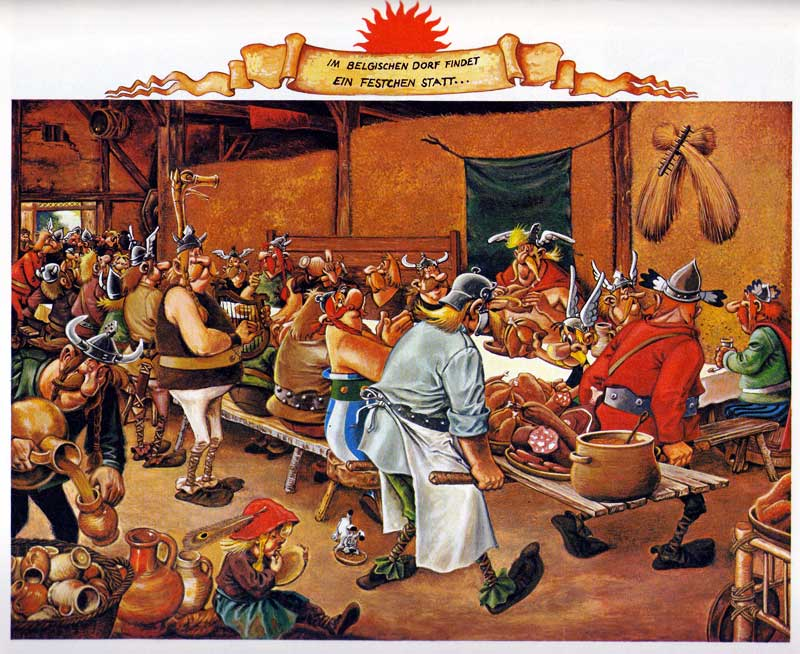 IM BELGISCHEN DORF FINDET
EIN FESTCHEN STATT...